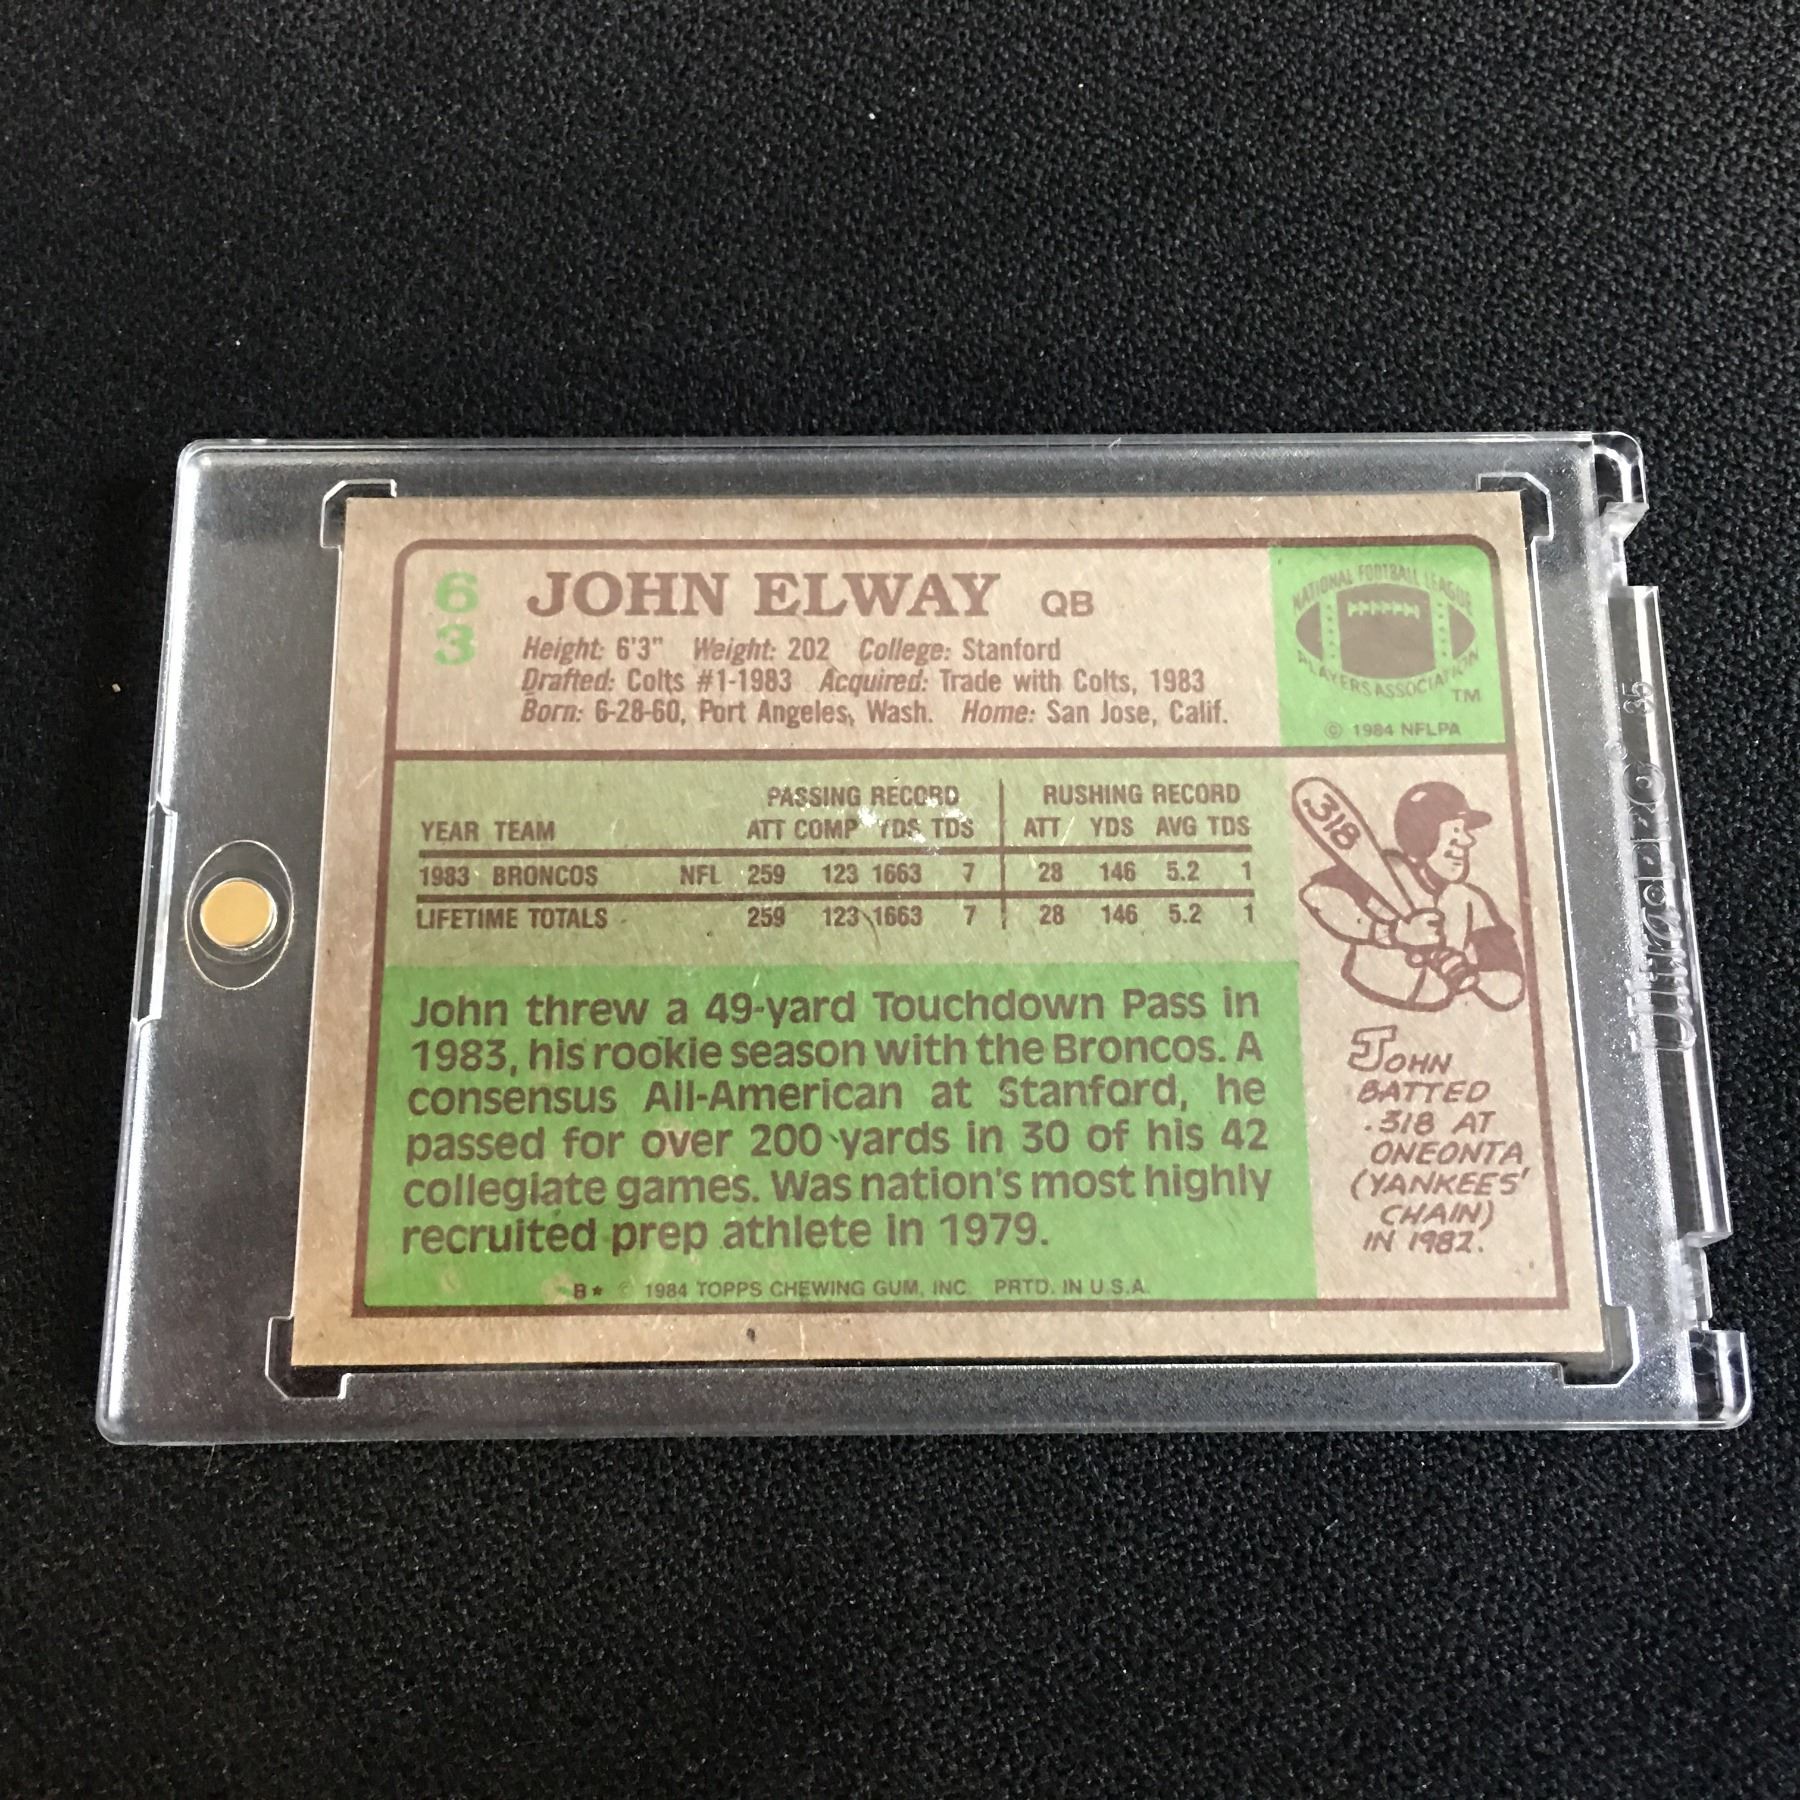 63
JOHN ELWAY QB
Height: 6'3" Weight: 202 College: Stanford
Drafted: Colts #1-1983 Acquired: Trade with Colts, 1983
Born: 6-28-60, Port Angeles, Wash. Home: San Jose, Calif.
NATIONAL FOOTBALL LEAGUE
PLAYERS ASSOCIATION
TM
© 1984 NFLPA
PASSING RECORD RUSHING RECORD
YEAR TEAM ATT COMP YDS TDS ATT YDS AVG TDS
1983 BRONCOS NFL 259 123 1663 7 28 146 5.2 1
LIFETIME TOTALS 259 123 1663 7 28 146 5.2 1
John threw a 49-yard Touchdown Pass in
1983, his rookie season with the Broncos. A
consensus All-American at Stanford, he
passed for over 200 yards in 30 of his 42
collegiate games. Was nation's most highly
recruited prep athlete in 1979.
B* © 1984 TOPPS CHEWING GUM, INC. PRTD. IN U.S.A.
.318
JOHN
BATTED
.318 AT
ONEONTA
(YANKEES'
CHAIN)
IN 1982.
Ultra PRO® 35